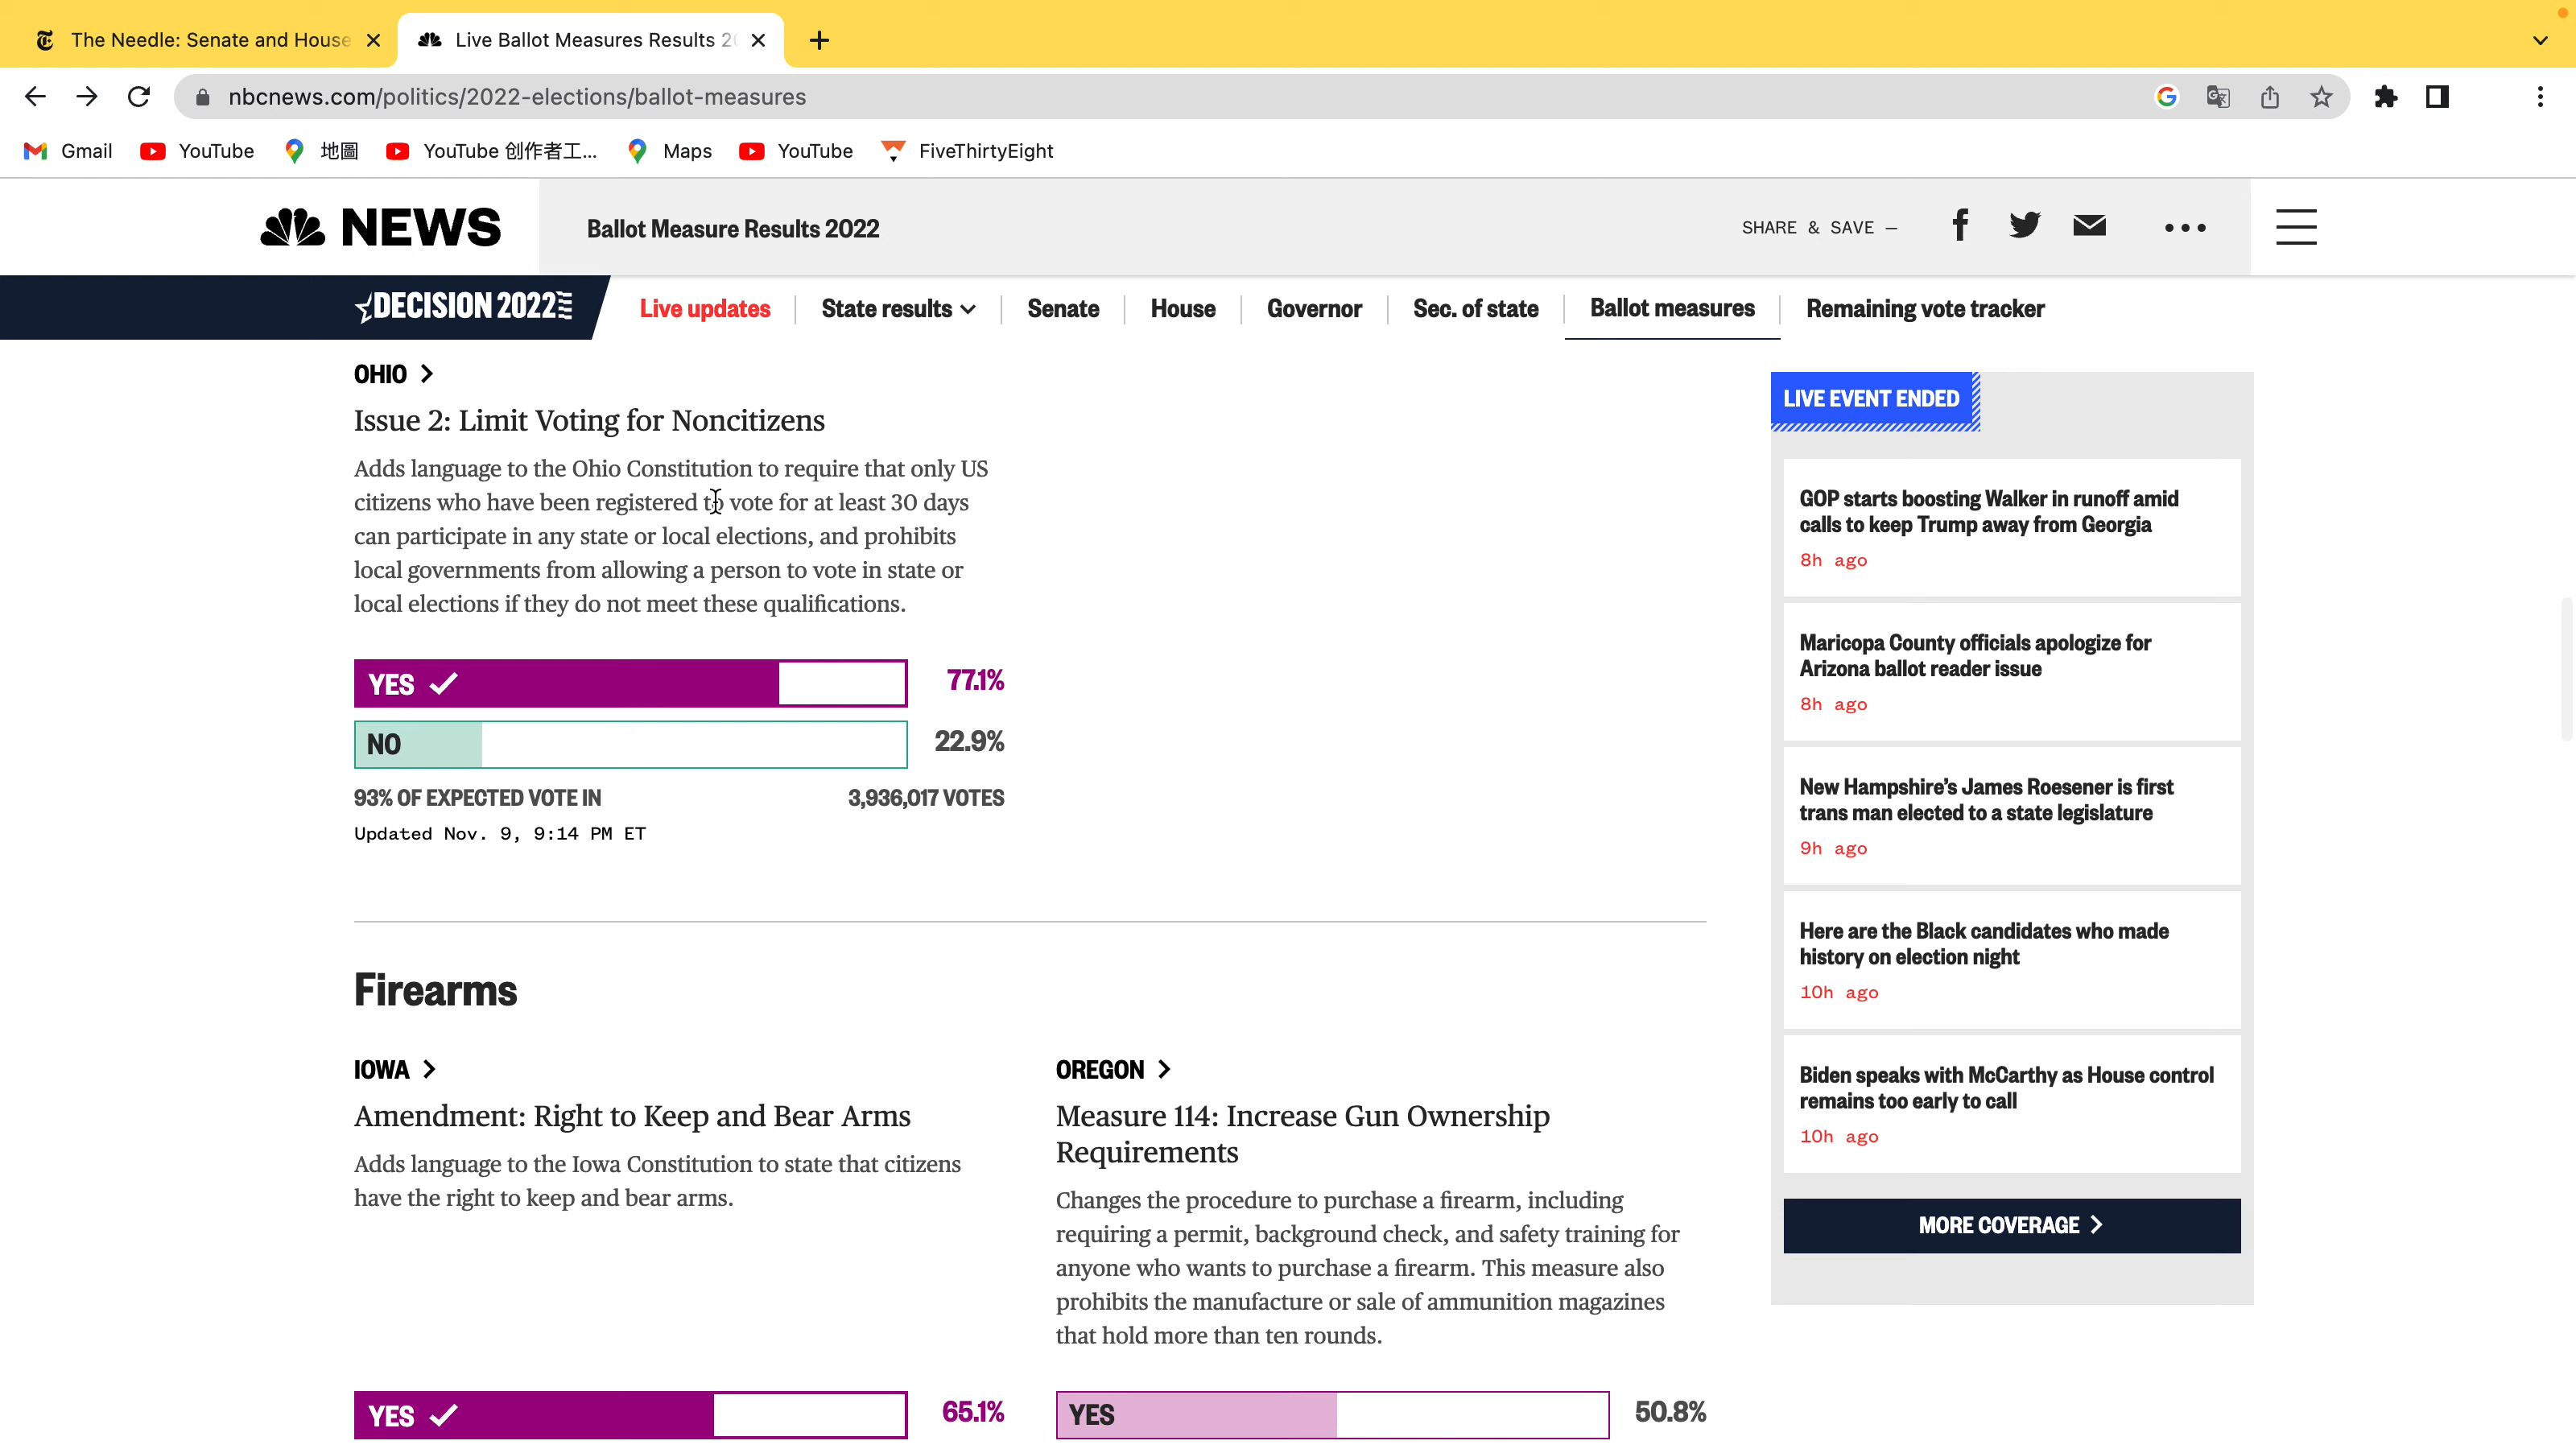 The Needle: Senate and House
Live Ballot Measures Results 2
nbcnews.com/politics/2022-elections/ballot-measures
Gmail
YouTube
地圖
YouTube 创作者工...
Maps
YouTube
FiveThirtyEight
NEWS
Ballot Measure Results 2022
SHARE & SAVE —
DECISION 2022
Live updates
State results
Senate
House
Governor
Sec. of state
Ballot measures
Remaining vote tracker
OHIO
Issue 2: Limit Voting for Noncitizens
Adds language to the Ohio Constitution to require that only US
citizens who have been registered to vote for at least 30 days
can participate in any state or local elections, and prohibits
local governments from allowing a person to vote in state or
local elections if they do not meet these qualifications.
YES 77.1%
NO 22.9%
93% OF EXPECTED VOTE IN 3,936,017 VOTES
Updated Nov. 9, 9:14 PM ET
Firearms
IOWA
Amendment: Right to Keep and Bear Arms
Adds language to the Iowa Constitution to state that citizens
have the right to keep and bear arms.
YES 65.1%
OREGON
Measure 114: Increase Gun Ownership
Requirements
Changes the procedure to purchase a firearm, including
requiring a permit, background check, and safety training for
anyone who wants to purchase a firearm. This measure also
prohibits the manufacture or sale of ammunition magazines
that hold more than ten rounds.
YES 50.8%
LIVE EVENT ENDED
GOP starts boosting Walker in runoff amid
calls to keep Trump away from Georgia
8h ago
Maricopa County officials apologize for
Arizona ballot reader issue
8h ago
New Hampshire's James Roesener is first
trans man elected to a state legislature
9h ago
Here are the Black candidates who made
history on election night
10h ago
Biden speaks with McCarthy as House control
remains too early to call
10h ago
MORE COVERAGE